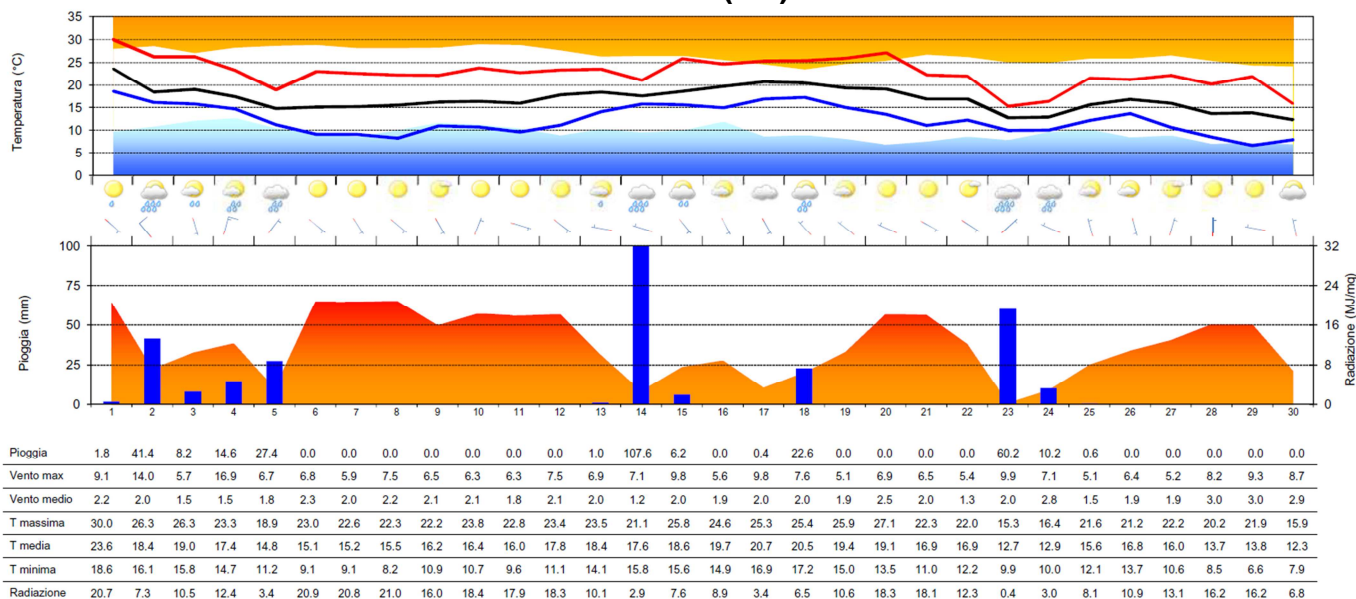 35
30
25
20
15
10
5
0
Temperatura (°C)
100
75
50
25
0
Pioggia (mm)
32
24
16
8
0
Radiazione (MJ/mq)
1 2 3 4 5 6 7 8 9 10 11 12 13 14 15 16 17 18 19 20 21 22 23 24 25 26 27 28 29 30
Pioggia 1.8 41.4 8.2 14.6 27.4 0.0 0.0 0.0 0.0 0.0 0.0 0.0 1.0 107.6 6.2 0.0 0.4 22.6 0.0 0.0 0.0 0.0 60.2 10.2 0.6 0.0 0.0 0.0 0.0 0.0
Vento max 9.1 14.0 5.7 16.9 6.7 6.8 5.9 7.5 6.5 6.3 6.3 7.5 6.9 7.1 9.8 5.6 9.8 7.6 5.1 6.9 6.5 5.4 9.9 7.1 5.1 6.4 5.2 8.2 9.3 8.7
Vento medio 2.2 2.0 1.5 1.5 1.8 2.3 2.0 2.2 2.1 2.1 1.8 2.1 2.0 1.2 2.0 1.9 2.0 2.0 1.9 2.5 2.0 1.3 2.0 2.8 1.5 1.9 1.9 3.0 3.0 2.9
T massima 30.0 26.3 26.3 23.3 18.9 23.0 22.6 22.3 22.2 23.8 22.8 23.4 23.5 21.1 25.8 24.6 25.3 25.4 25.9 27.1 22.3 22.0 15.3 16.4 21.6 21.2 22.2 20.2 21.9 15.9
T media 23.6 18.4 19.0 17.4 14.8 15.1 15.2 15.5 16.2 16.4 16.0 17.8 18.4 17.6 18.6 19.7 20.7 20.5 19.4 19.1 16.9 16.9 12.7 12.9 15.6 16.8 16.0 13.7 13.8 12.3
T minima 18.6 16.1 15.8 14.7 11.2 9.1 9.1 8.2 10.9 10.7 9.6 11.1 14.1 15.8 15.6 14.9 16.9 17.2 15.0 13.5 11.0 12.2 9.9 10.0 12.1 13.7 10.6 8.5 6.6 7.9
Radiazione 20.7 7.3 10.5 12.4 3.4 20.9 20.8 21.0 16.0 18.4 17.9 18.3 10.1 2.9 7.6 8.9 3.4 6.5 10.6 18.3 18.1 12.3 0.4 3.0 8.1 10.9 13.1 16.2 16.2 6.8